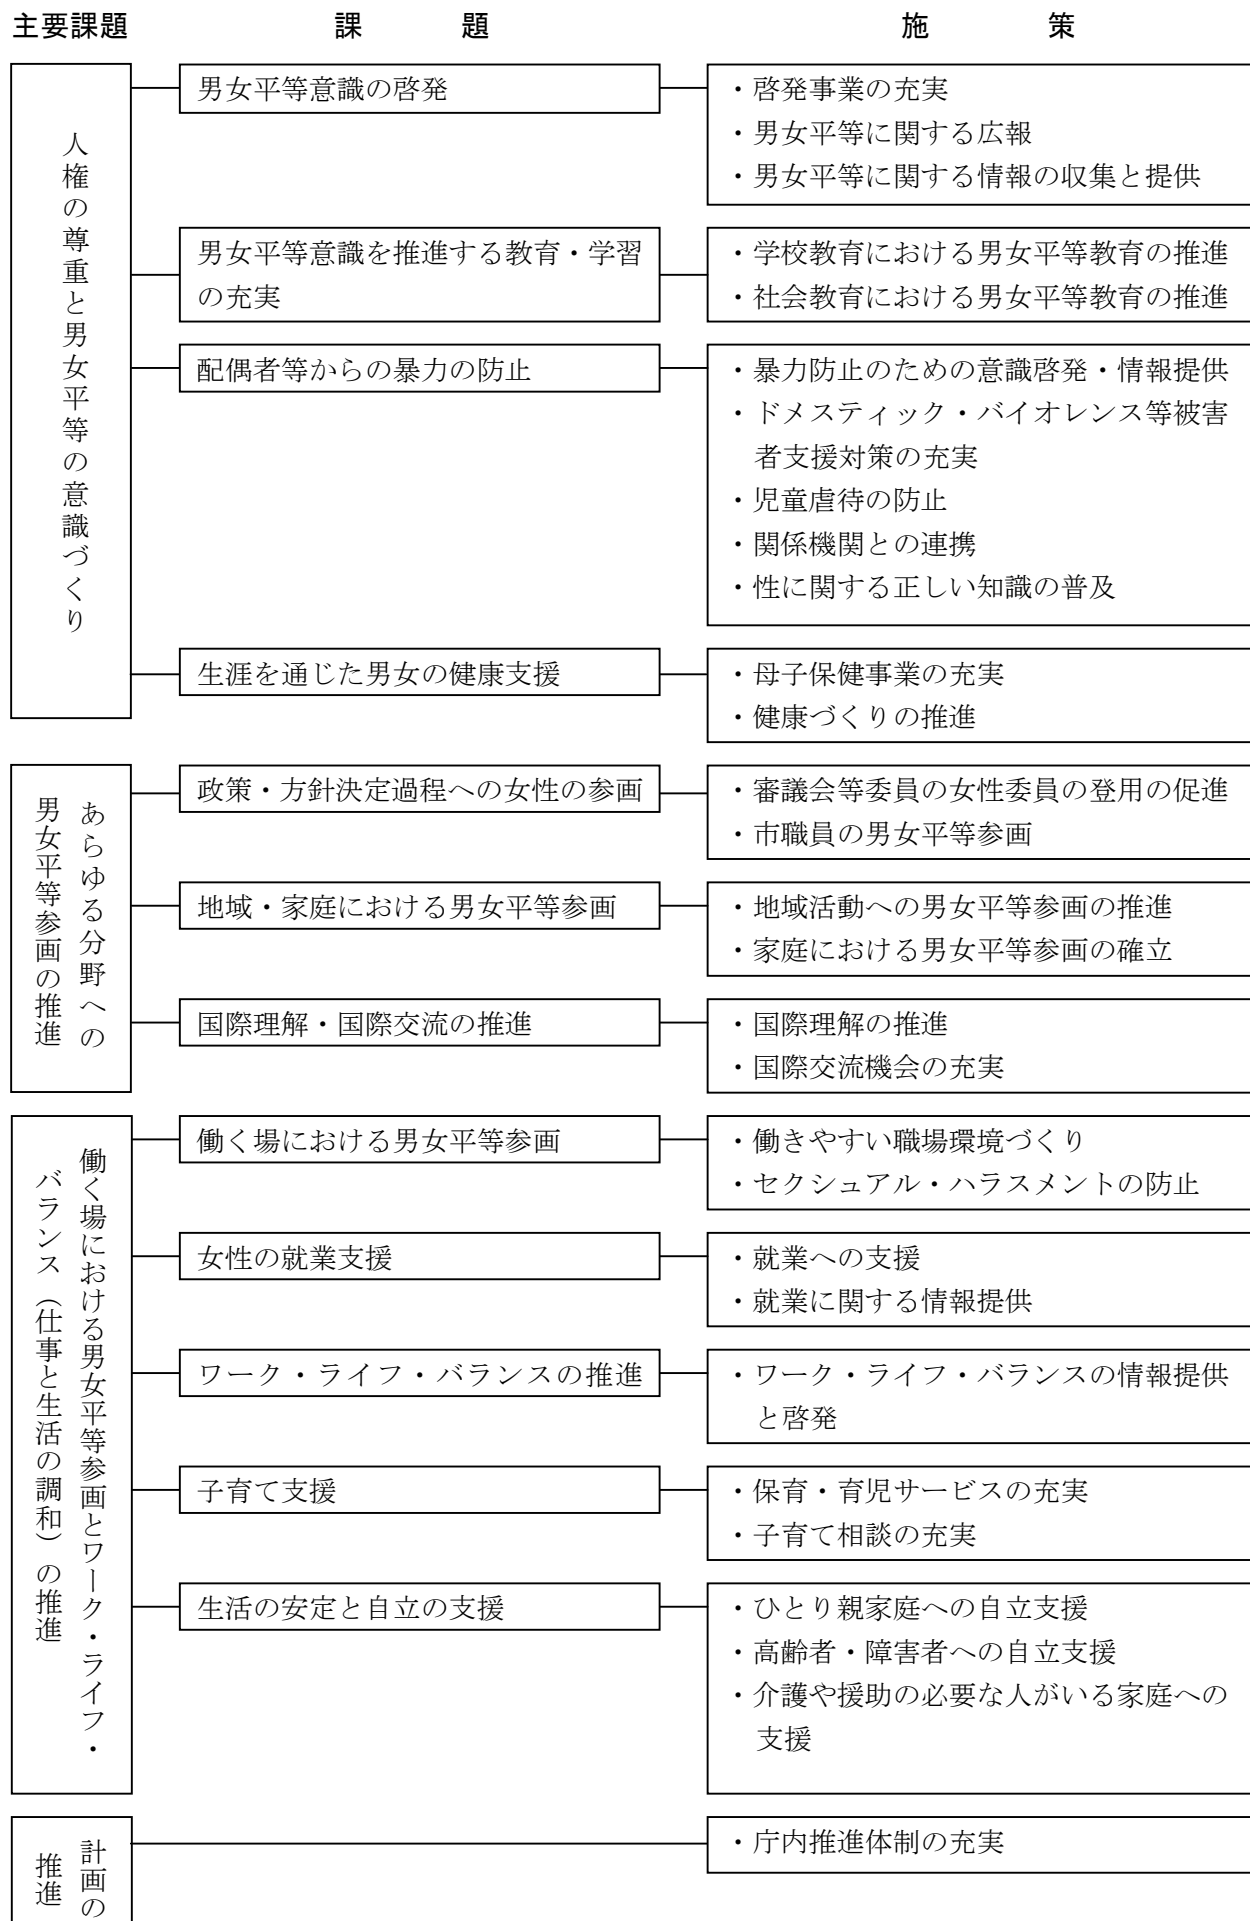 主要課題
課題
施策
人権の尊重と男女平等の意識づくり
男女平等意識の啓発
・啓発事業の充実
・男女平等に関する広報
・男女平等に関する情報の収集と提供
男女平等意識を推進する教育・学習
の充実
・学校教育における男女平等教育の推進
・社会教育における男女平等教育の推進
配偶者等からの暴力の防止
・暴力防止のための意識啓発・情報提供
・ドメスティック・バイオレンス等被害
者支援対策の充実
・児童虐待の防止
・関係機関との連携
・性に関する正しい知識の普及
生涯を通じた男女の健康支援
・母子保健事業の充実
・健康づくりの推進
あらゆる分野への
男女平等参画の推進
政策・方針決定過程への女性の参画
・審議会等委員の女性委員の登用の促進
・市職員の男女平等参画
地域・家庭における男女平等参画
・地域活動への男女平等参画の推進
・家庭における男女平等参画の確立
国際理解・国際交流の推進
・国際理解の推進
・国際交流機会の充実
働く場における男女平等参画とワーク・ライフ・
バランス（仕事と生活の調和）の推進
働く場における男女平等参画
・働きやすい職場環境づくり
・セクシュアル・ハラスメントの防止
女性の就業支援
・就業への支援
・就業に関する情報提供
ワーク・ライフ・バランスの推進
・ワーク・ライフ・バランスの情報提供
と啓発
子育て支援
・保育・育児サービスの充実
・子育て相談の充実
生活の安定と自立の支援
・ひとり親家庭への自立支援
・高齢者・障害者への自立支援
・介護や援助の必要な人がいる家庭への
支援
計画の
推進
・庁内推進体制の充実